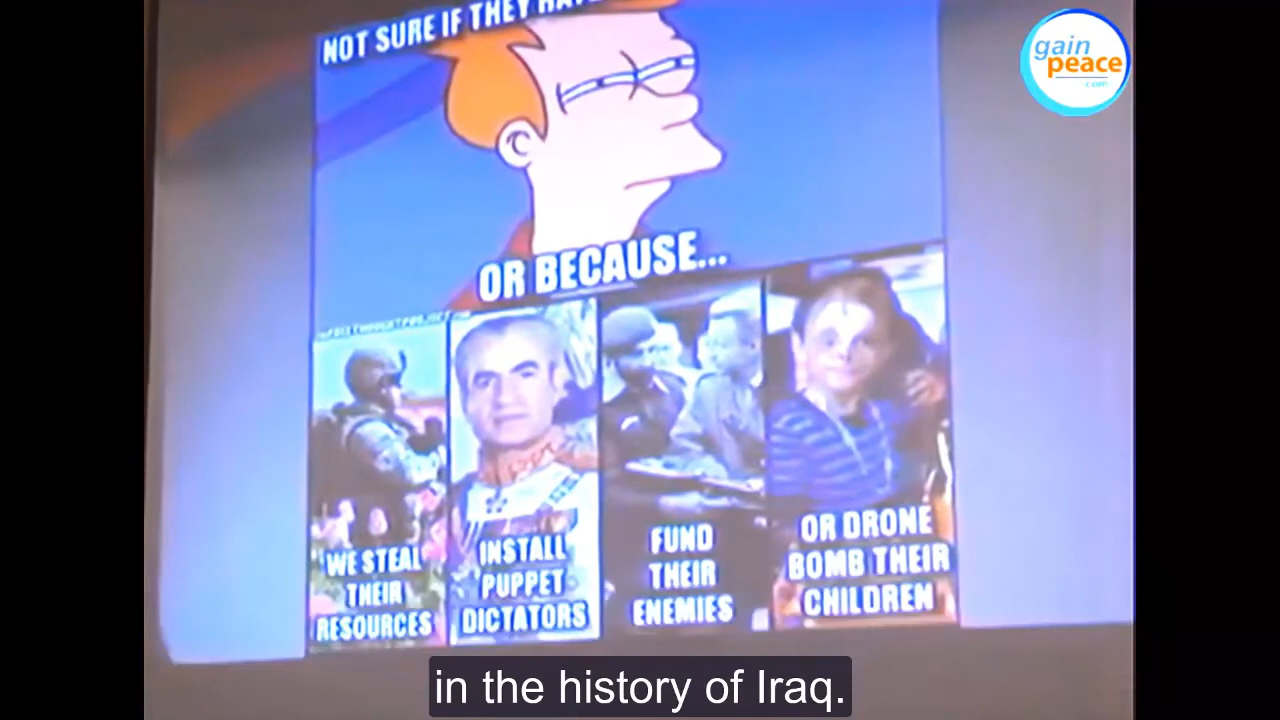 NOT SURE IF THEY
gain
peace
.com
OR BECAUSE...
WE STEAL
THEIR
RESOURCES
INSTALL
PUPPET
DICTATORS
FUND
THEIR
ENEMIES
OR DRONE
BOMB THEIR
CHILDREN
in the history of Iraq.